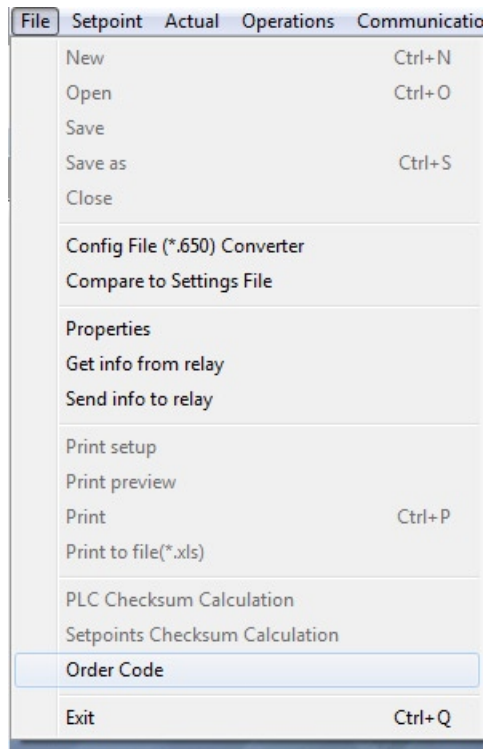 File Setpoint Actual Operations Communicatio
New Ctrl+N
Open Ctrl+O
Save
Save as Ctrl+S
Close
Config File (*.650) Converter
Compare to Settings File
Properties
Get info from relay
Send info to relay
Print setup
Print preview
Print Ctrl+P
Print to file(*.xls)
PLC Checksum Calculation
Setpoints Checksum Calculation
Order Code
Exit Ctrl+Q